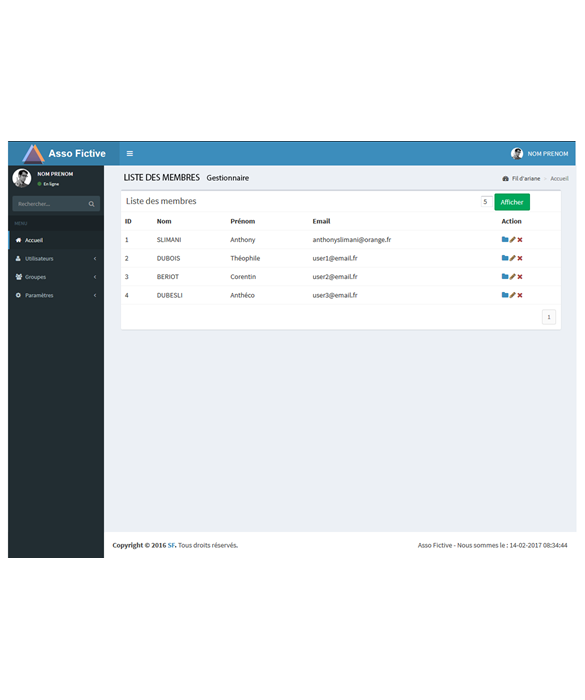 Asso Fictive
NOM PRENOM
NOM PRENOM
En ligne
Rechercher...
MENU
Accueil
Utilisateurs
Groupes
Paramètres
LISTE DES MEMBRES Gestionnaire
Fil d'ariane Accueil
Liste des membres
5 Afficher
ID Nom Prénom Email Action
1 SLIMANI Anthony anthonyslimani@orange.fr
2 DUBOIS Théophile user1@email.fr
3 BERIOT Corentin user2@email.fr
4 DUBESLI Anthéco user3@email.fr
1
Copyright © 2016 SF. Tous droits réservés.
Asso Fictive - Nous sommes le : 14-02-2017 08:34:44